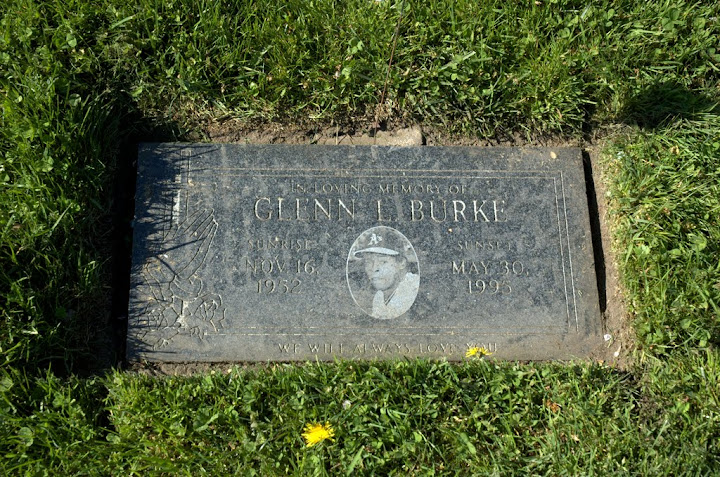 IN LOVING MEMORY OF
GLENN L. BURKE
SUNRISE
NOV. 16,
1952
A's
SUNSET
MAY 30,
1995
WE WILL ALWAYS LOVE YOU